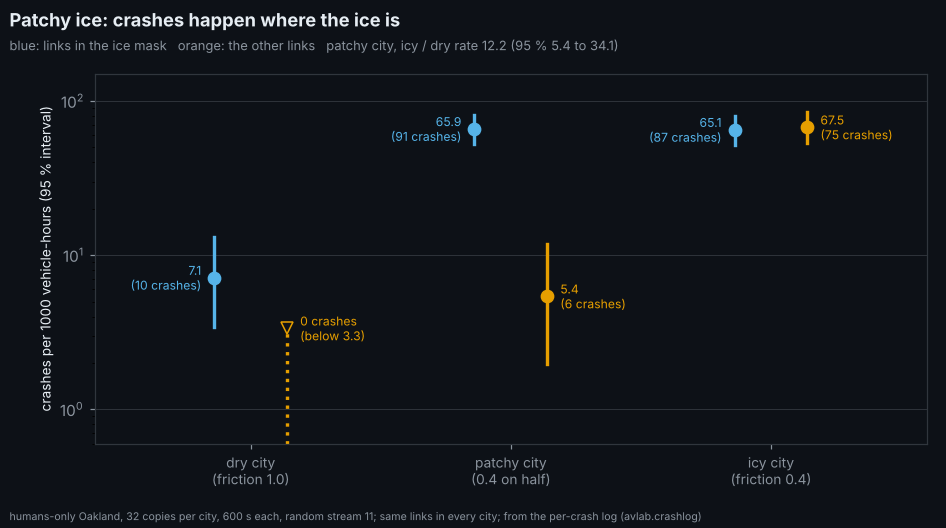 Patchy ice: crashes happen where the ice is
blue: links in the ice mask   orange: the other links   patchy city, icy / dry rate 12.2 (95 % 5.4 to 34.1)
crashes per 1000 vehicle-hours (95 % interval)
10²
10¹
10⁰
7.1
(10 crashes)
0 crashes
(below 3.3)
65.9
(91 crashes)
5.4
(6 crashes)
65.1
(87 crashes)
67.5
(75 crashes)
dry city
(friction 1.0)
patchy city
(0.4 on half)
icy city
(friction 0.4)
humans-only Oakland, 32 copies per city, 600 s each, random stream 11; same links in every city; from the per-crash log (avlab.crashlog)